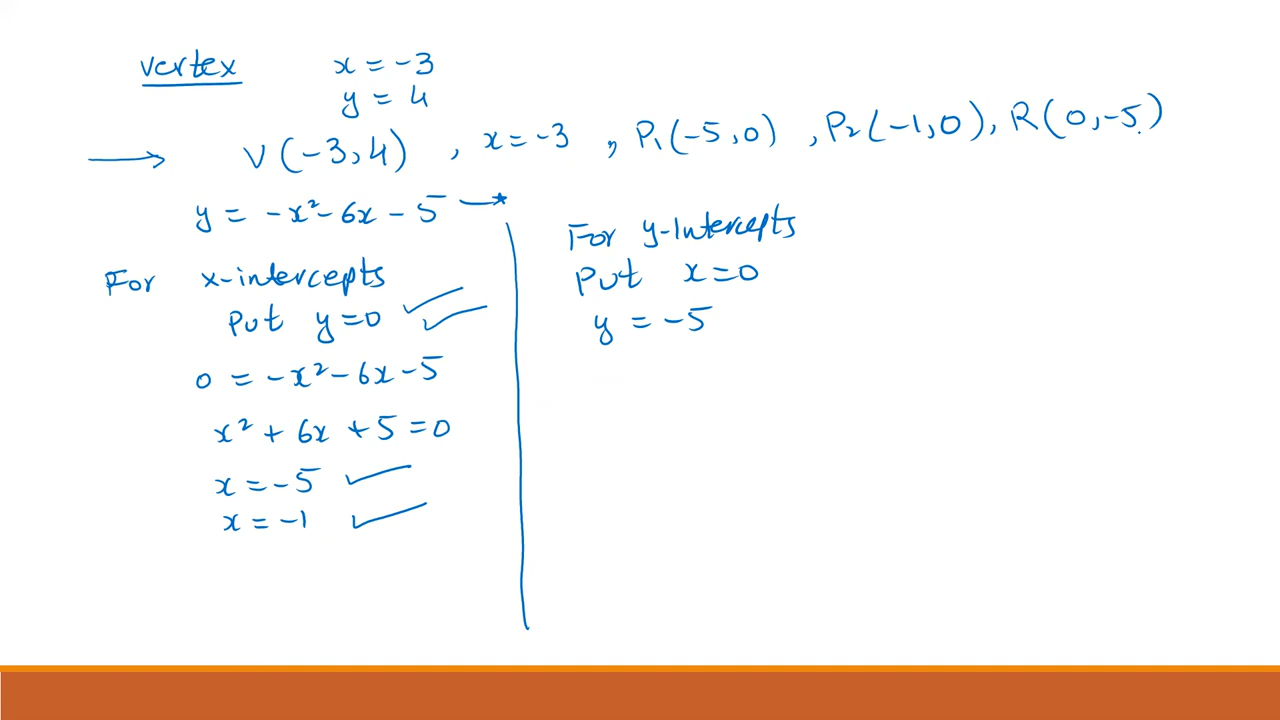 vertex x = -3
y = 4
→ V(-3,4) , x = -3 , P₁(-5,0) , P₂(-1,0), R(0,-5)
y = -x² - 6x - 5 → *
For x-intercepts
Put y = 0
0 = -x² - 6x - 5
x² + 6x + 5 = 0
x = -5
x = -1
For y-Intercepts
Put x = 0
y = -5